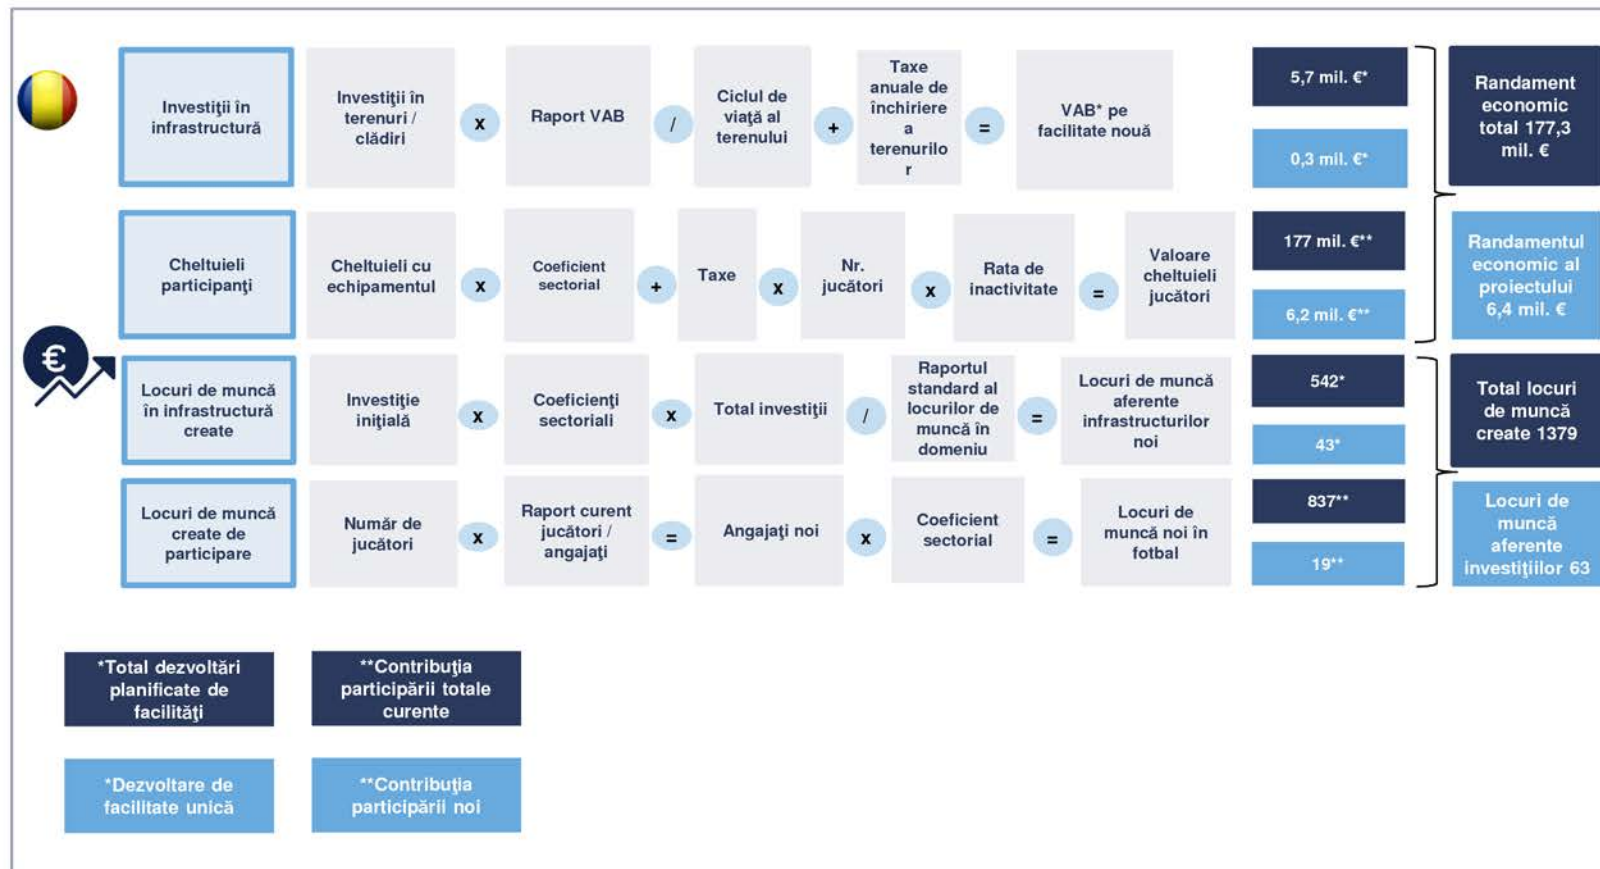 Investiţii în
infrastructură
Investiţii în
terenuri /
clădiri
x
Raport VAB
/
Ciclul de
viaţă al
terenului
+
Taxe
anuale de
închiriere
a
terenurilo
r
=
VAB* pe
facilitate nouă
5,7 mil. €*
0,3 mil. €*
Randament
economic
total 177,3
mil. €
Cheltuieli
participanţi
Cheltuieli cu
echipamentul
x
Coeficient
sectorial
+
Taxe
x
Nr.
jucători
x
Rata de
inactivitate
=
Valoare
cheltuieli
jucători
177 mil. €**
6,2 mil. €**
Randamentul
economic al
proiectului
6,4 mil. €
€
Locuri de muncă
în infrastructură
create
Investiţie
iniţială
x
Coeficienţi
sectoriali
x
Total investiţii
/
Raportul
standard al
locurilor de
muncă în
domeniu
=
Locuri de muncă
aferente
infrastructurilor
noi
542*
43*
Total locuri
de muncă
create 1379
Locuri de muncă
create de
participare
Număr de
jucători
x
Raport curent
jucători /
angajaţi
=
Angajaţi noi
x
Coeficient
sectorial
=
Locuri de
muncă noi în
fotbal
837**
19**
Locuri de
muncă
aferente
investiţiilor 63
*Total dezvoltări
planificate de
facilităţi
**Contribuţia
participării totale
curente
*Dezvoltare de
facilitate unică
**Contribuţia
participării noi